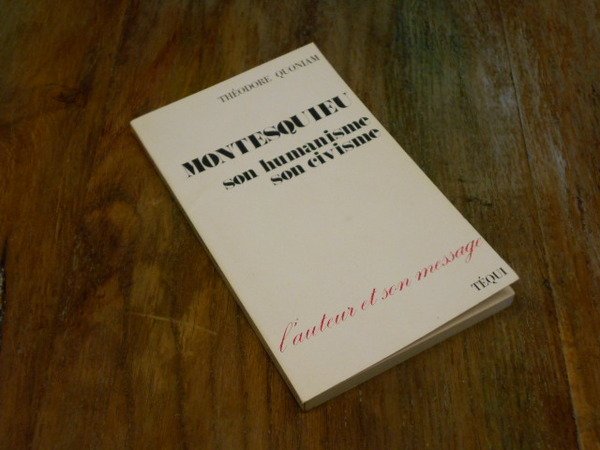 THÉODORE QUONIAM
MONTESQUIEU
son humanisme
son civisme
l'auteur et son message
TÉQUI